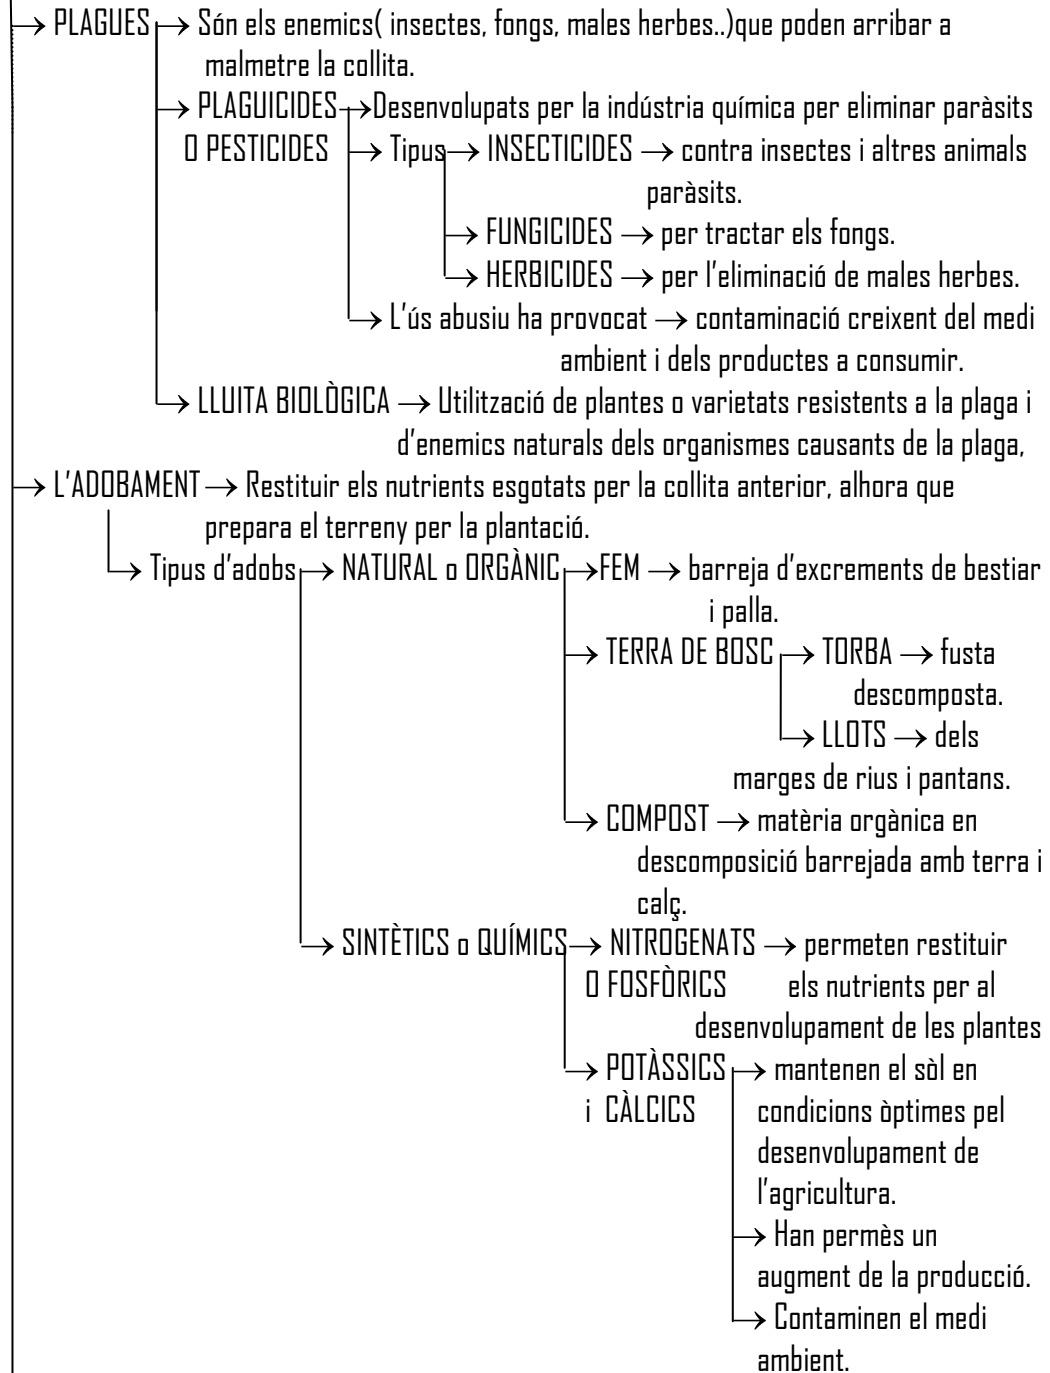 → PLAGUES → Són els enemics( insectes, fongs, males herbes..)que poden arribar a
malmetre la collita.
→ PLAGUICIDES →Desenvolupats per la indústria química per eliminar paràsits
O PESTICIDES → Tipus → INSECTICIDES → contra insectes i altres animals
paràsits.
→ FUNGICIDES → per tractar els fongs.
→ HERBICIDES → per l'eliminació de males herbes.
→ L'ús abusiu ha provocat → contaminació creixent del medi
ambient i dels productes a consumir.
→ LLUITA BIOLÒGICA → Utilització de plantes o varietats resistents a la plaga i
d'enemics naturals dels organismes causants de la plaga,
→ L'ADOBAMENT → Restituir els nutrients esgotats per la collita anterior, alhora que
prepara el terreny per la plantació.
→ Tipus d'adobs → NATURAL o ORGÀNIC →FEM → barreja d'excrements de bestiar
i palla.
→ TERRA DE BOSC → TORBA → fusta
descomposta.
→ LLOTS → dels
marges de rius i pantans.
→ COMPOST → matèria orgànica en
descomposició barrejada amb terra i
calç.
→ SINTÈTICS o QUÍMICS → NITROGENATS → permeten restituir
O FOSFÒRICS els nutrients per al
desenvolupament de les plantes
→ POTÀSSICS → mantenen el sòl en
i CÀLCICS condicions òptimes pel
desenvolupament de
l'agricultura.
→ Han permès un
augment de la producció.
→ Contaminen el medi
ambient.